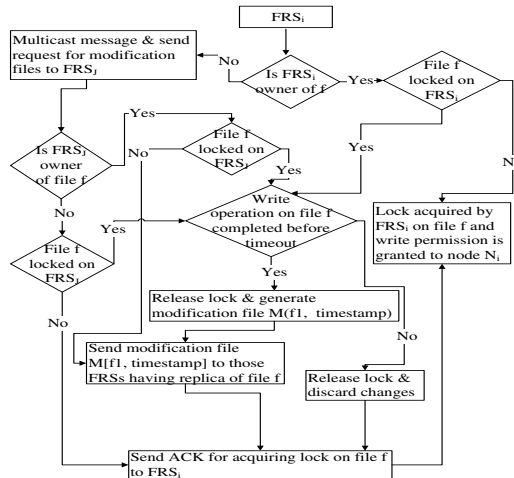 FRSi
Multicast message & send
request for modification
files to FRSJ
No
Is FRSi
owner of f
Yes
File f
locked on
FRSi
Yes
Is FRSJ
owner
of file f
File f
locked on
FRSJ
No
Yes
Yes
N
No
Yes
File f
locked on
FRSJ
Write
operation on file f
completed before
timeout
Lock acquired by
FRSi on file f and
write permission is
granted to node Ni
Yes
No
Release lock & generate
modification file M(f1, timestamp)
No
Send modification file
M[f1, timestamp] to those
FRSs having replica of file f
Release lock &
discard changes
Send ACK for acquiring lock on file f
to FRSi